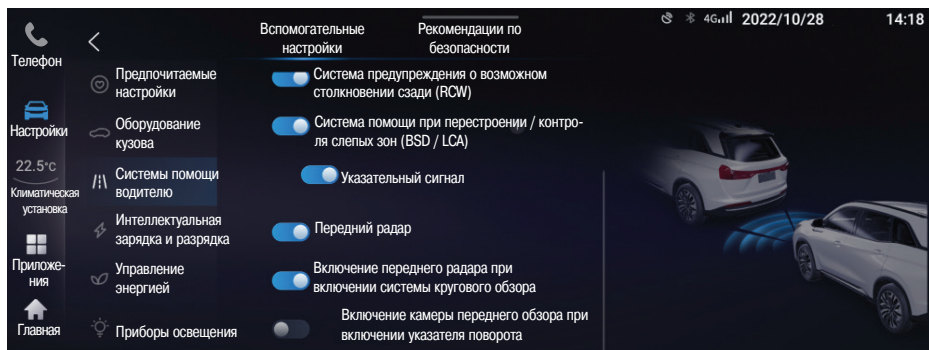 4G 2022/10/28 14:18
Телефон
Настройки
22.5°C
Климатическая
установка
Приложе-
ния
Главная
Вспомогательные
настройки
Рекомендации по
безопасности
Предпочитаемые
настройки
Оборудование
кузова
Системы помощи
водителю
Интеллектуальная
зарядка и разрядка
Управление
энергией
Приборы освещения
Система предупреждения о возможном
столкновении сзади (RCW)
Система помощи при перестроении / контро-
ля слепых зон (BSD / LCA)
Указательный сигнал
Передний радар
Включение переднего радара при
включении системы кругового обзора
Включение камеры переднего обзора при
включении указателя поворота